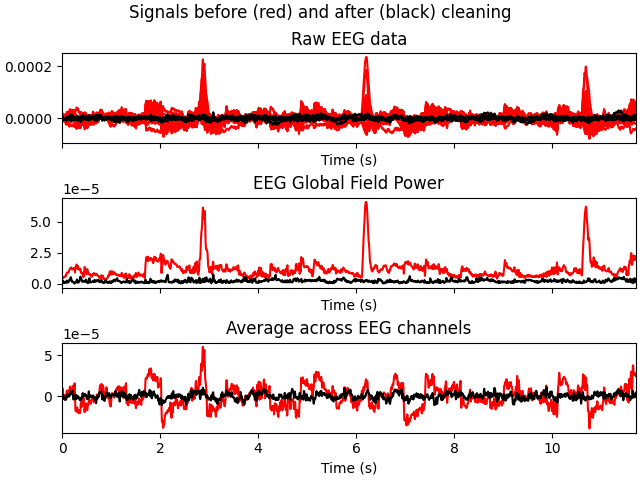 Signals before (red) and after (black) cleaning
Raw EEG data
0.0002
0.0000
Time (s)
1e−5
EEG Global Field Power
5.0
2.5
0.0
Time (s)
1e−5
Average across EEG channels
5
0
0 2 4 6 8 10
Time (s)